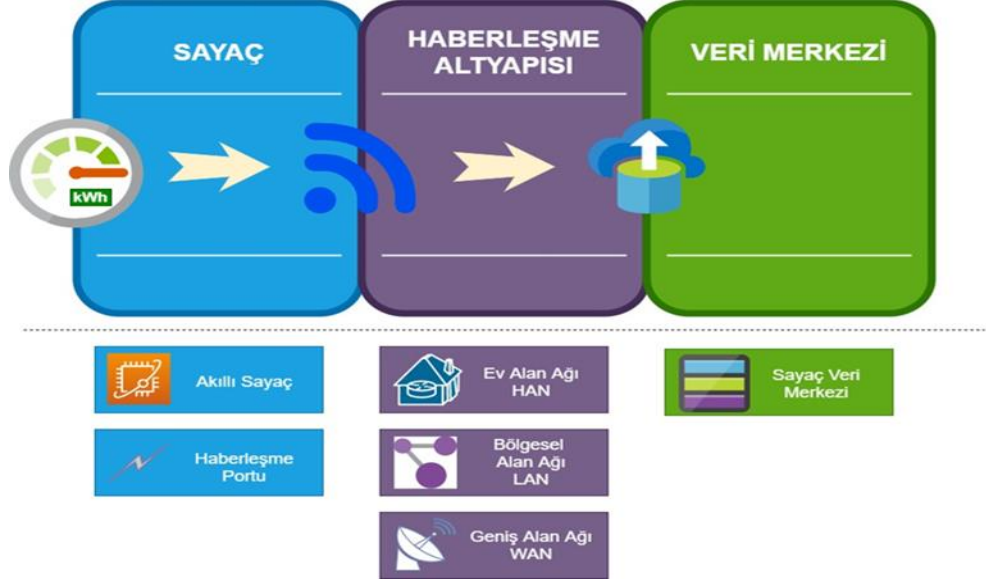 SAYAÇ
HABERLEŞME
ALTYAPISI
VERİ MERKEZİ
kWh
Akıllı Sayaç
Haberleşme
Portu
Ev Alan Ağı
HAN
Bölgesel
Alan Ağı
LAN
Geniş Alan Ağı
WAN
Sayaç Veri
Merkezi